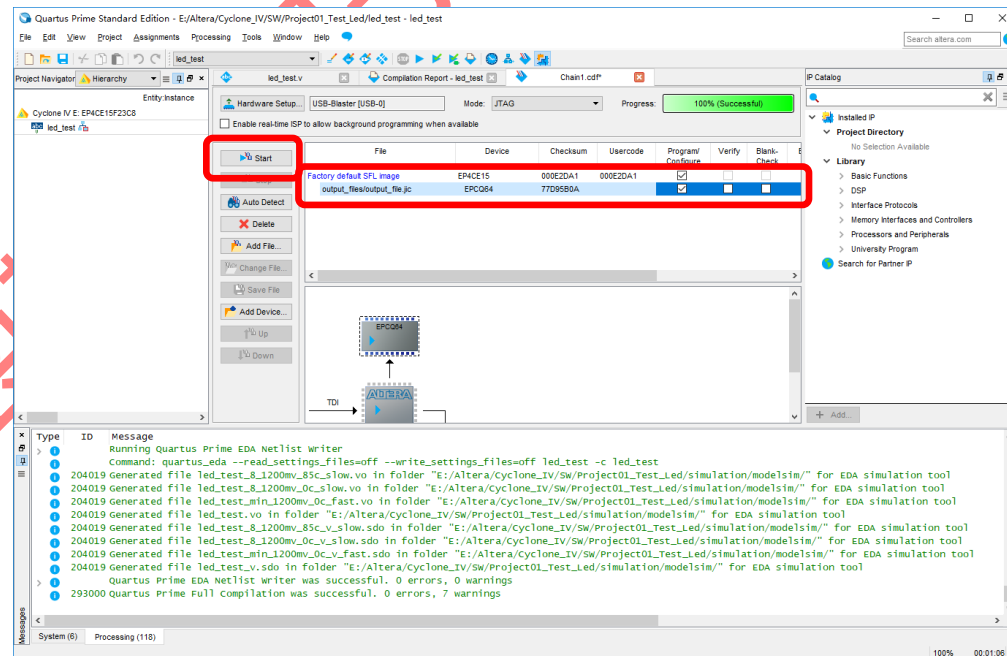 Quartus Prime Standard Edition - E:/Altera/Cyclone_IV/SW/Project01_Test_Led/led_test - led_test
File Edit View Project Assignments Processing Tools Window Help
Search altera.com
led_test
Project Navigator Hierarchy
led_test.v Compilation Report - led_test Chain1.cdf*
IP Catalog
Entity:Instance
Cyclone IV E: EP4CE15F23C8
led_test
Hardware Setup... USB-Blaster [USB-0] Mode: JTAG Progress: 100% (Successful)
Enable real-time ISP to allow background programming when available
Start
Auto Detect
Delete
Add File...
Change File...
Save File
Add Device...
Up
Down
File Device Checksum Usercode Program/ Configure Verify Blank- Check
Factory default SFL image EP4CE15 000E2DA1 000E2DA1
output_files/output_file.jic EPCQ64 77D95B0A
EPCQ64
TDI
ALTERA
Installed IP
Project Directory
No Selection Available
Library
Basic Functions
DSP
Interface Protocols
Memory Interfaces and Controllers
Processors and Peripherals
University Program
Search for Partner IP
+ Add...
Type ID Message
Running Quartus Prime EDA Netlist Writer
Command: quartus_eda --read_settings_files=off --write_settings_files=off led_test -c led_test
204019 Generated file led_test_8_1200mv_85c_slow.vo in folder "E:/Altera/Cyclone_IV/SW/Project01_Test_Led/simulation/modelsim/" for EDA simulation tool
204019 Generated file led_test_8_1200mv_0c_slow.vo in folder "E:/Altera/Cyclone_IV/SW/Project01_Test_Led/simulation/modelsim/" for EDA simulation tool
204019 Generated file led_test_min_1200mv_0c_fast.vo in folder "E:/Altera/Cyclone_IV/SW/Project01_Test_Led/simulation/modelsim/" for EDA simulation tool
204019 Generated file led_test.vo in folder "E:/Altera/Cyclone_IV/SW/Project01_Test_Led/simulation/modelsim/" for EDA simulation tool
204019 Generated file led_test_8_1200mv_85c_v_slow.sdo in folder "E:/Altera/Cyclone_IV/SW/Project01_Test_Led/simulation/modelsim/" for EDA simulation tool
204019 Generated file led_test_8_1200mv_0c_v_slow.sdo in folder "E:/Altera/Cyclone_IV/SW/Project01_Test_Led/simulation/modelsim/" for EDA simulation tool
204019 Generated file led_test_min_1200mv_0c_v_fast.sdo in folder "E:/Altera/Cyclone_IV/SW/Project01_Test_Led/simulation/modelsim/" for EDA simulation tool
204019 Generated file led_test_v.sdo in folder "E:/Altera/Cyclone_IV/SW/Project01_Test_Led/simulation/modelsim/" for EDA simulation tool
Quartus Prime EDA Netlist Writer was successful. 0 errors, 0 warnings
293000 Quartus Prime Full Compilation was successful. 0 errors, 7 warnings
Messages
System (6) Processing (118)
100% 00:01:06